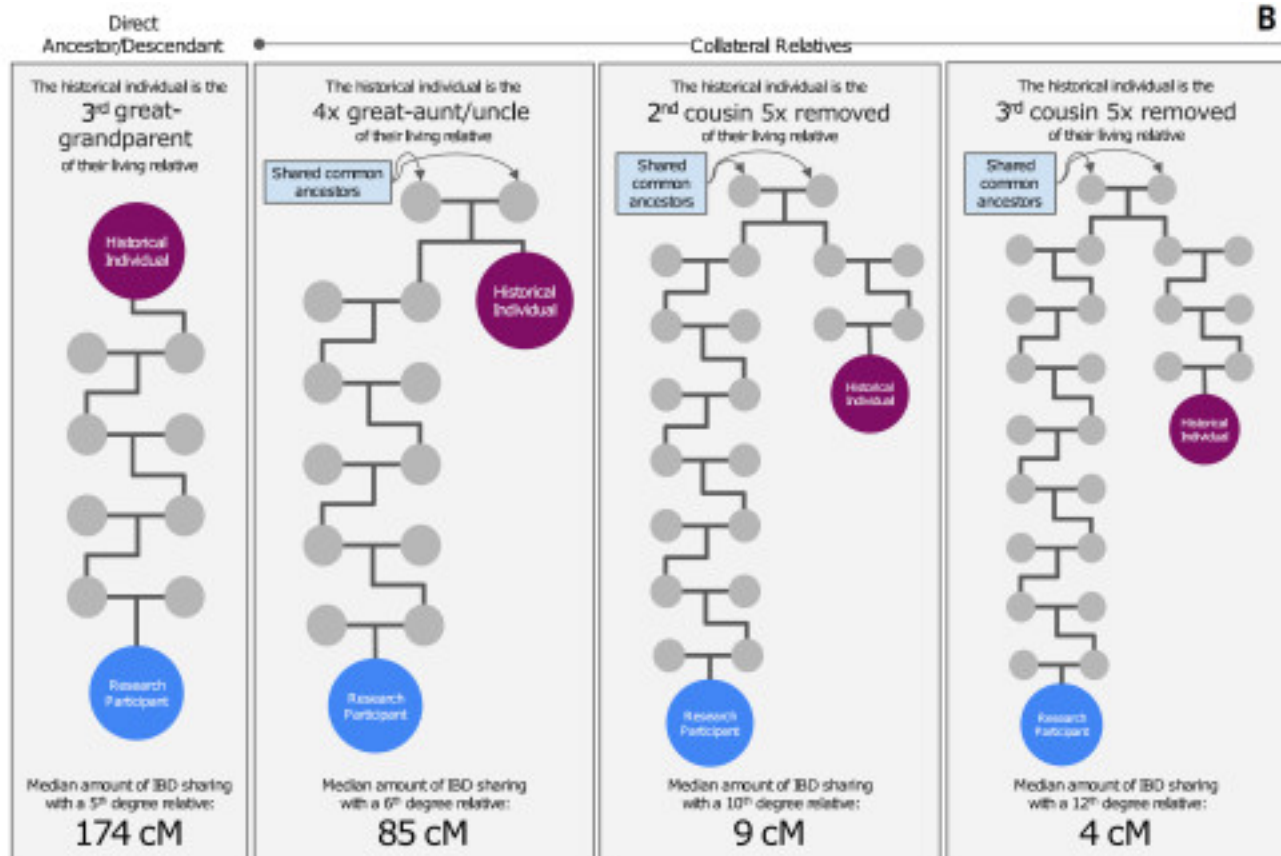 B
Direct
Ancestor/Descendant
Collateral Relatives
The historical individual is the
3rd great-
grandparent
of their living relative
Historical
Individual
Research
Participant
Median amount of IBD sharing
with a 5th degree relative:
174 cM
The historical individual is the
4x great-aunt/uncle
of their living relative
Shared common
ancestors
Historical
Individual
Research
Participant
Median amount of IBD sharing
with a 6th degree relative:
85 cM
The historical individual is the
2nd cousin 5x removed
of their living relative
Shared
common
ancestors
Historical
Individual
Research
Participant
Median amount of IBD sharing
with a 10th degree relative:
9 cM
The historical individual is the
3rd cousin 5x removed
of their living relative
Shared
common
ancestors
Historical
Individual
Research
Participant
Median amount of IBD sharing
with a 12th degree relative:
4 cM